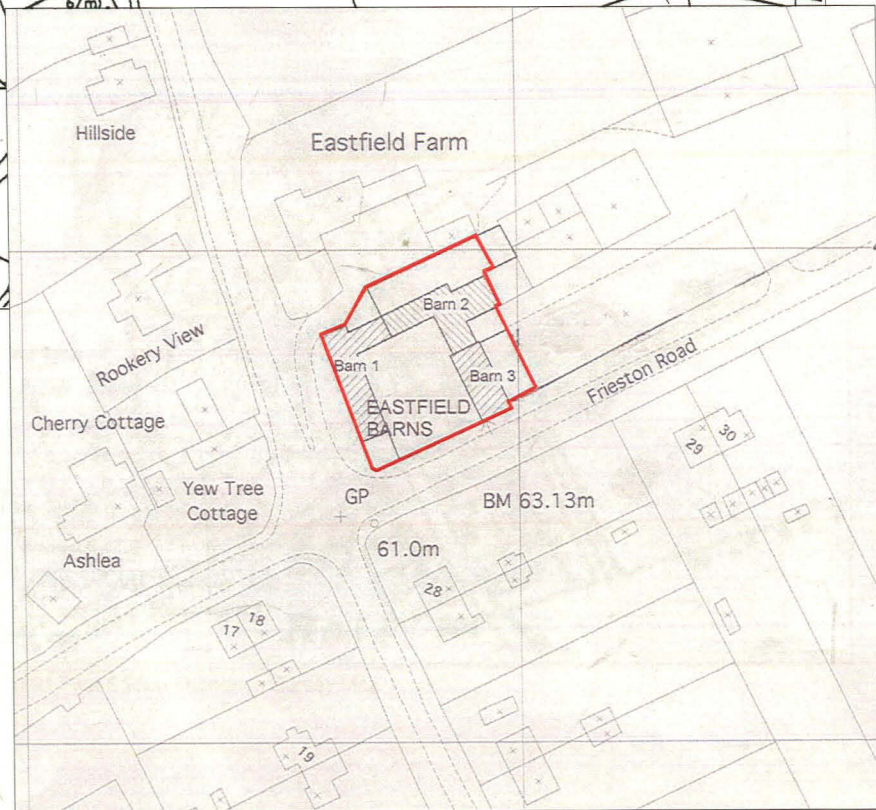 Hillside
Eastfield Farm
Barn 2
Rookery View
Barn 1
Barn 3
Frieston Road
EASTFIELD
BARNS
Cherry Cottage
29
30
Yew Tree
Cottage
GP
BM 63.13m
61.0m
Ashlea
28
17
18
19